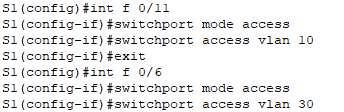 S1(config)#int f 0/11
S1(config-if)#switchport mode access
S1(config-if)#switchport access vlan 10
S1(config-if)#exit
S1(config)#int f 0/6
S1(config-if)#switchport mode access
S1(config-if)#switchport access vlan 30